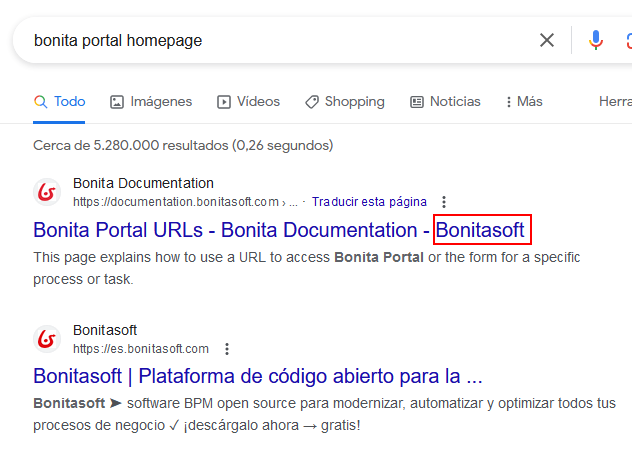 bonita portal homepage
Todo Imágenes Vídeos Shopping Noticias Más Herra
Cerca de 5.280.000 resultados (0,26 segundos)
Bonita Documentation
https://documentation.bonitasoft.com › ... · Traducir esta página
Bonita Portal URLs - Bonita Documentation - Bonitasoft
This page explains how to use a URL to access Bonita Portal or the form for a specific
process or task.
Bonitasoft
https://es.bonitasoft.com
Bonitasoft | Plataforma de código abierto para la ...
Bonitasoft ➤ software BPM open source para modernizar, automatizar y optimizar todos tus
procesos de negocio ✓ ¡descárgalo ahora → gratis!